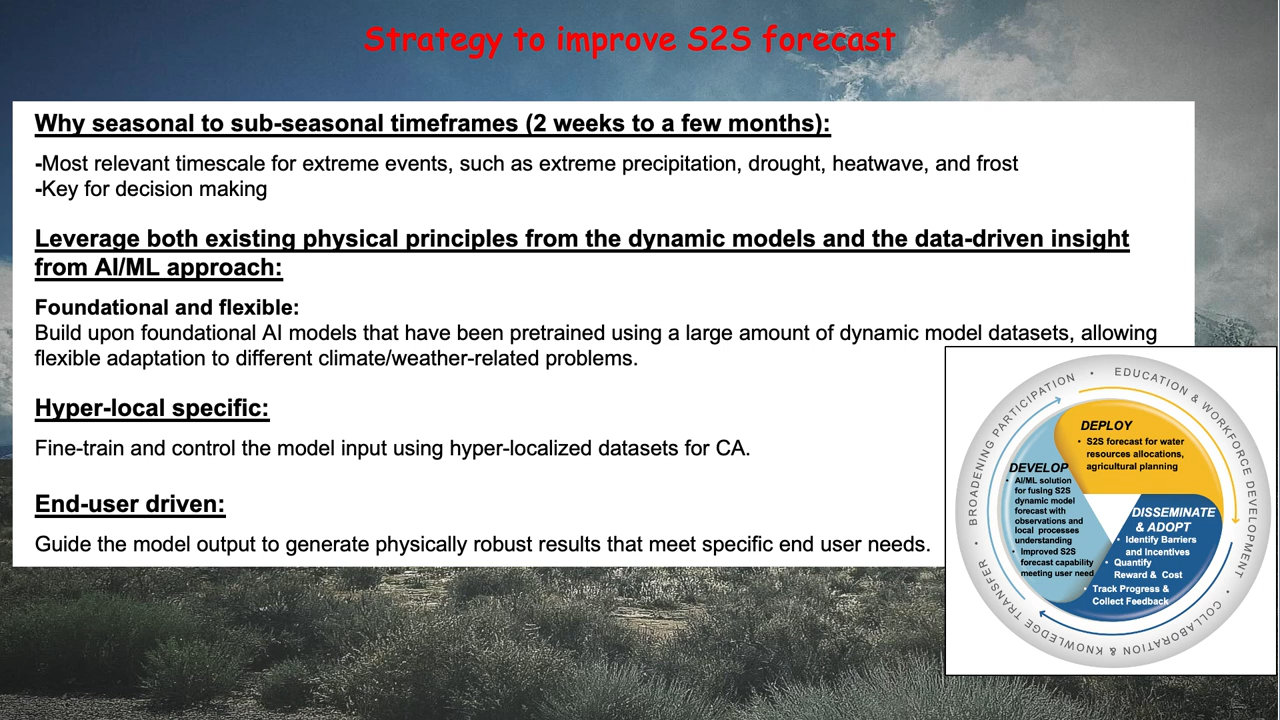 Strategy to improve S2S forecast
Why seasonal to sub-seasonal timeframes (2 weeks to a few months):
-Most relevant timescale for extreme events, such as extreme precipitation, drought, heatwave, and frost
-Key for decision making
Leverage both existing physical principles from the dynamic models and the data-driven insight
from AI/ML approach:
Foundational and flexible:
Build upon foundational AI models that have been pretrained using a large amount of dynamic model datasets, allowing
flexible adaptation to different climate/weather-related problems.
Hyper-local specific:
Fine-train and control the model input using hyper-localized datasets for CA.
End-user driven:
Guide the model output to generate physically robust results that meet specific end user needs.
BROADENING PARTICIPATION • EDUCATION & WORKFORCE DEVELOPMENT • COLLABORATION & KNOWLEDGE TRANSFER •
DEPLOY
• S2S forecast for water
resources allocations,
agricultural planning
DEVELOP
• AI/ML solution
for fusing S2S
dynamic model
forecast with
observations and
local processes
understanding
• Improved S2S
forecast capability
meeting user need
DISSEMINATE
& ADOPT
• Identify Barriers
and Incentives
• Quantify
Reward & Cost
• Track Progress &
Collect Feedback